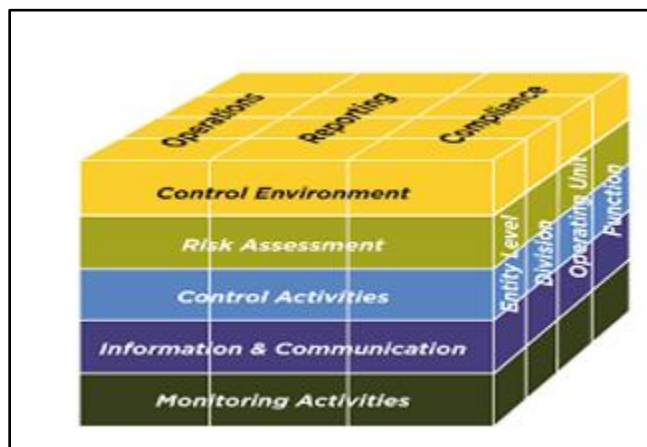 Operations
Reporting
Compliance
Control Environment
Risk Assessment
Control Activities
Information & Communication
Monitoring Activities
Entity Level
Division
Operating Unit
Function